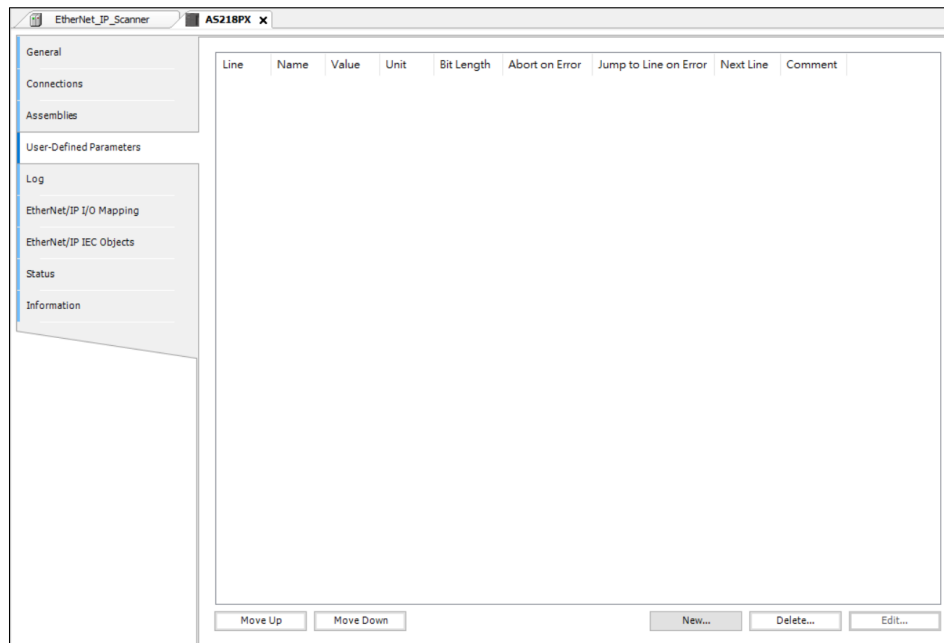 EtherNet_IP_Scanner AS218PX
General
Connections
Assemblies
User-Defined Parameters
Log
EtherNet/IP I/O Mapping
EtherNet/IP IEC Objects
Status
Information
Line Name Value Unit Bit Length Abort on Error Jump to Line on Error Next Line Comment
Move Up Move Down New... Delete... Edit...